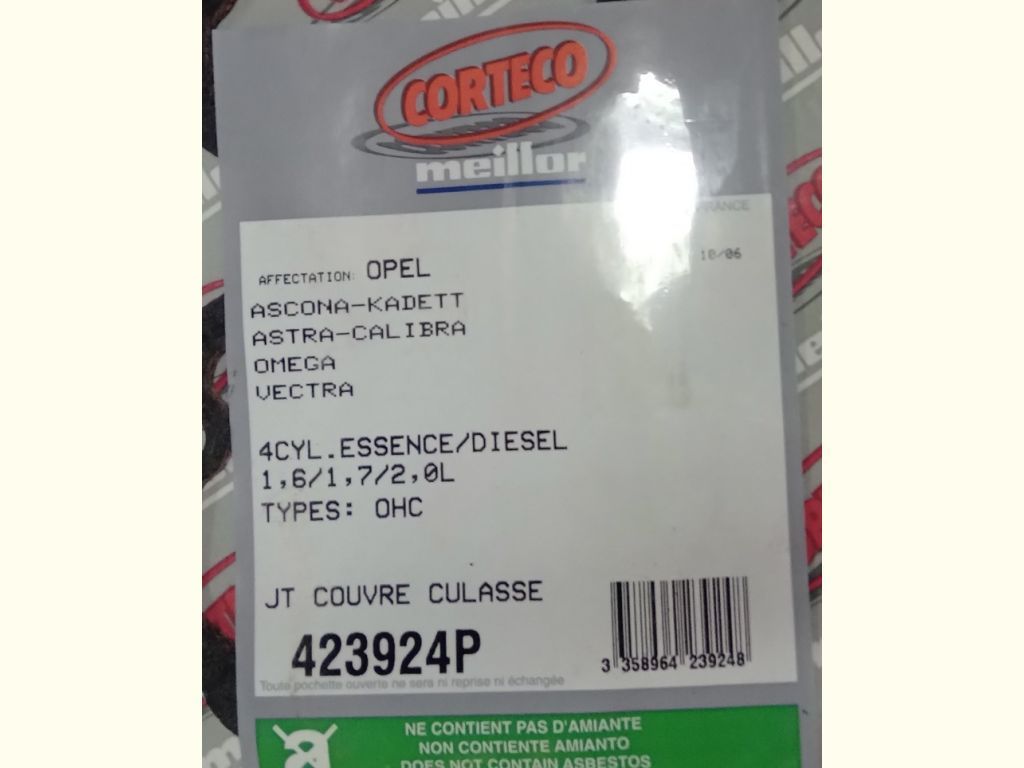 CORTECO
meillor
FRANCE
10/06
AFFECTATION: OPEL
ASCONA-KADETT
ASTRA-CALIBRA
OMEGA
VECTRA
4CYL.ESSENCE/DIESEL
1,6/1,7/2,0L
TYPES: OHC
JT COUVRE CULASSE
423924P
3 358964 239248
Toute pochette ouverte ne sera ni reprise ni échangée
a
NE CONTIENT PAS D'AMIANTE
NON CONTIENTE AMIANTO
DOES NOT CONTAIN ASBESTOS